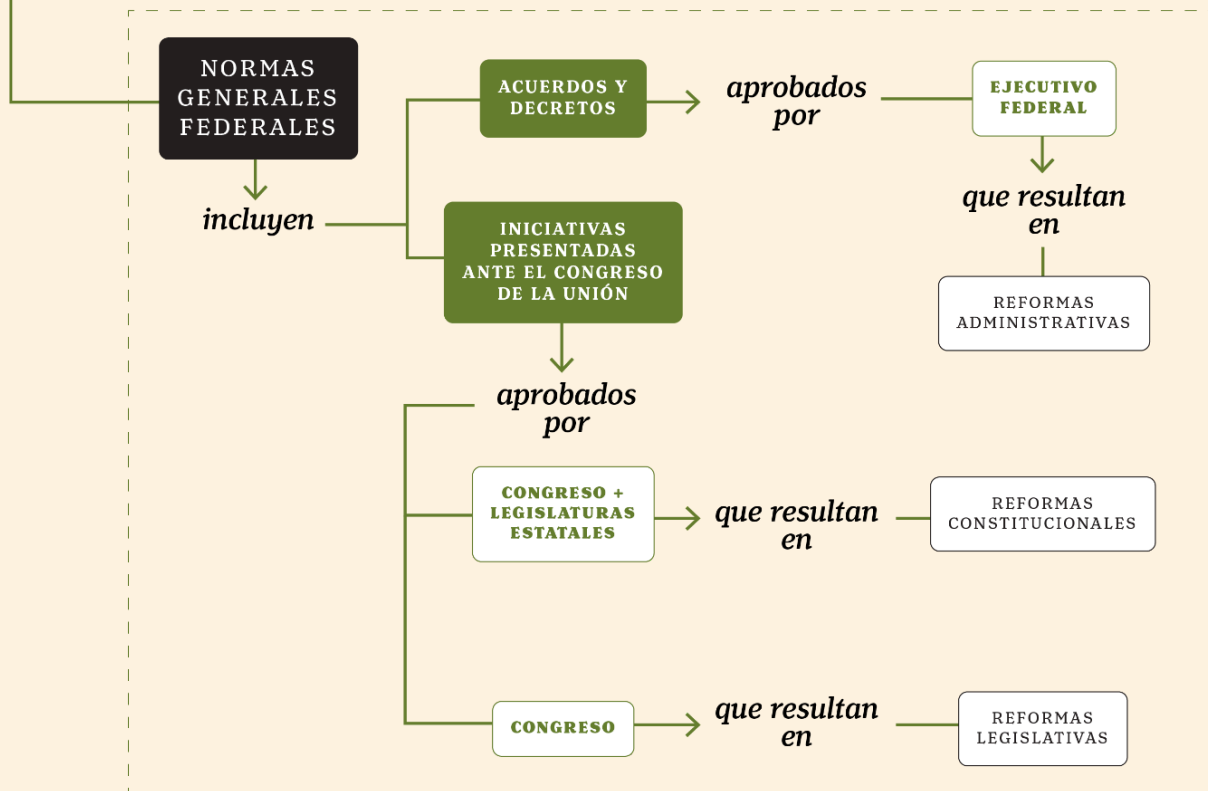 NORMAS
GENERALES
FEDERALES
incluyen
ACUERDOS Y
DECRETOS
aprobados
por
EJECUTIVO
FEDERAL
que resultan
en
REFORMAS
ADMINISTRATIVAS
INICIATIVAS
PRESENTADAS
ANTE EL CONGRESO
DE LA UNIÓN
aprobados
por
CONGRESO +
LEGISLATURAS
ESTATALES
que resultan
en
REFORMAS
CONSTITUCIONALES
CONGRESO
que resultan
en
REFORMAS
LEGISLATIVAS